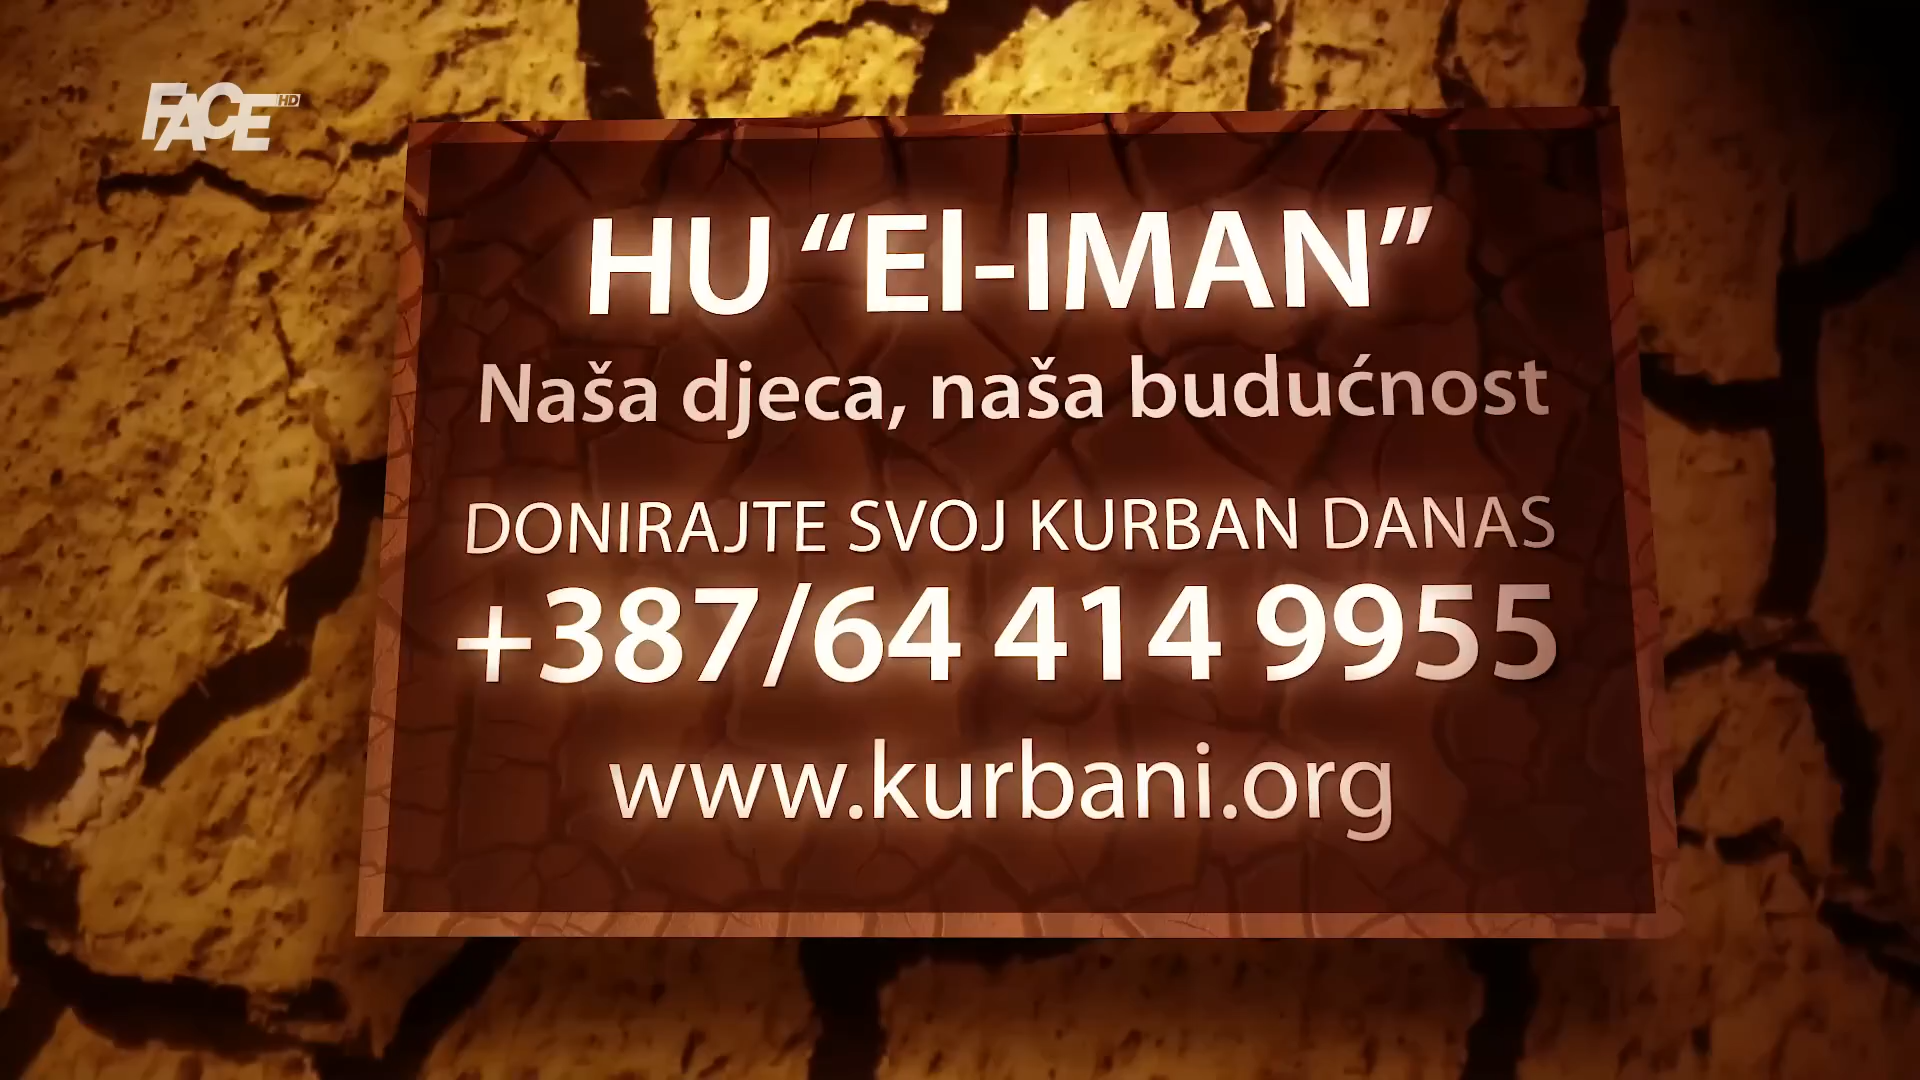 FACE HD
HU “El-IMAN”
Naša djeca, naša budućnost
DONIRAJTE SVOJ KURBAN DANAS
+387/64 414 9955
www.kurbani.org